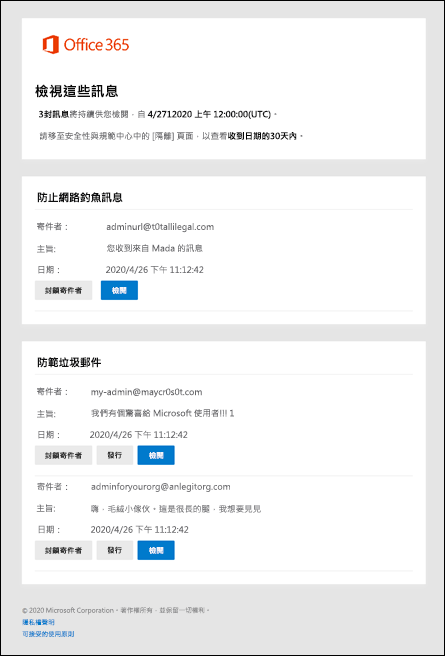 Office 365
檢視這些訊息
3封訊息將持續供您檢閱，自 4/2712020 上午 12:00:00(UTC)。
請移至安全性與規範中心中的 [隔離] 頁面，以查看收到日期的30天內。
防止網路釣魚訊息
寄件者： adminurl@t0tallilegal.com
主旨: 您收到來自 Mada 的訊息
日期： 2020/4/26 下午 11:12:42
封鎖寄件者 檢閱
防範垃圾郵件
寄件者： my-admin@maycr0s0t.com
主旨: 我們有個驚喜給 Microsoft 使用者!!! 1
日期： 2020/4/26 下午 11:12:42
封鎖寄件者 發行 檢閱
寄件者： adminforyourorg@anlegitorg.com
主旨: 嗨，毛絨小傢伙。這是很長的腿，我想要見見
日期： 2020/4/26 下午 11:12:42
封鎖寄件者 發行 檢閱
© 2020 Microsoft Corporation。著作權所有，並保留一切權利。
隱私權聲明
可接受的使用原則